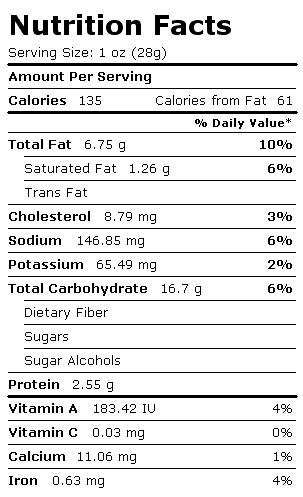 Nutrition Facts
Serving Size: 1 oz (28g)
Amount Per Serving
Calories 135 Calories from Fat 61
% Daily Value*
Total Fat 6.75 g 10%
Saturated Fat 1.26 g 6%
Trans Fat
Cholesterol 8.79 mg 3%
Sodium 146.85 mg 6%
Potassium 65.49 mg 2%
Total Carbohydrate 16.7 g 6%
Dietary Fiber
Sugars
Sugar Alcohols
Protein 2.55 g
Vitamin A 183.42 IU 4%
Vitamin C 0.03 mg 0%
Calcium 11.06 mg 1%
Iron 0.63 mg 4%